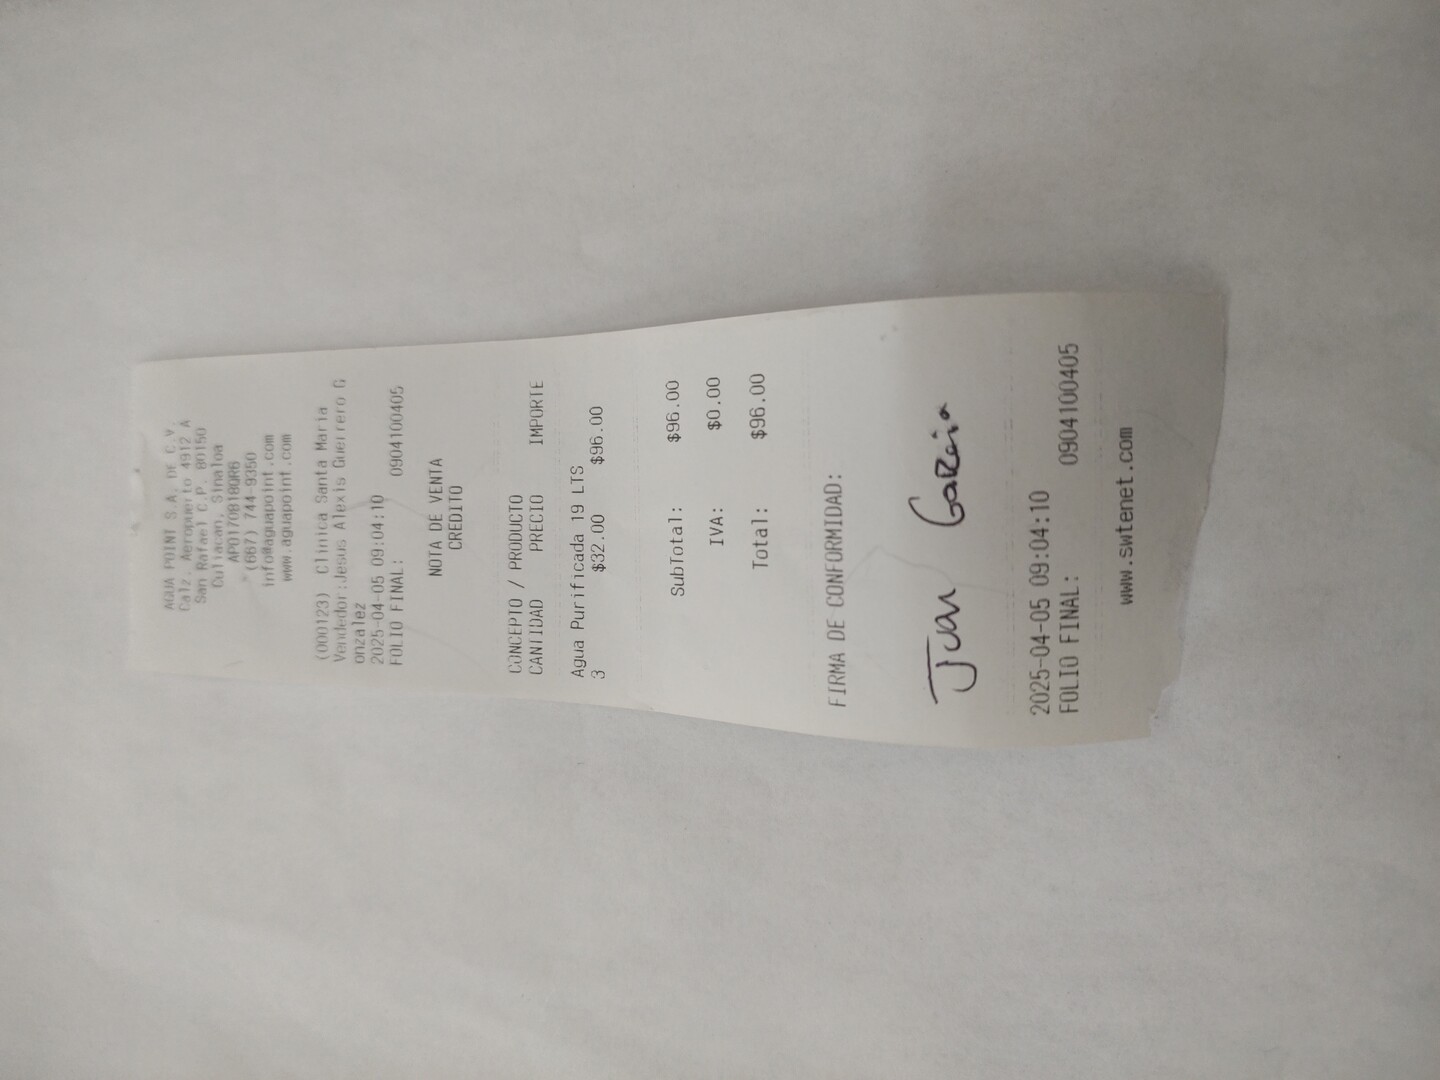 AGUA POINT S.A. DE C.V.
Calz. Aeropuerto 4912 A
San Rafael C.P. 80150
Culiacan, Sinaloa
APO170818QR6
(667) 744-9350
info@aguapoint.com
www.aguapoint.com
(000123) Clinica Santa Maria
Vendedor:Jesus Alexis Guerrero G
onzalez
2025-04-05 09:04:10
FOLIO FINAL: 0904100405
NOTA DE VENTA
CREDITO
CONCEPTO / PRODUCTO
CANTIDAD PRECIO IMPORTE
Agua Purificada 19 LTS
3 $32.00 $96.00
SubTotal: $96.00
IVA: $0.00
Total: $96.00
FIRMA DE CONFORMIDAD:
Juan García
2025-04-05 09:04:10
FOLIO FINAL: 0904100405
www.swtenet.com